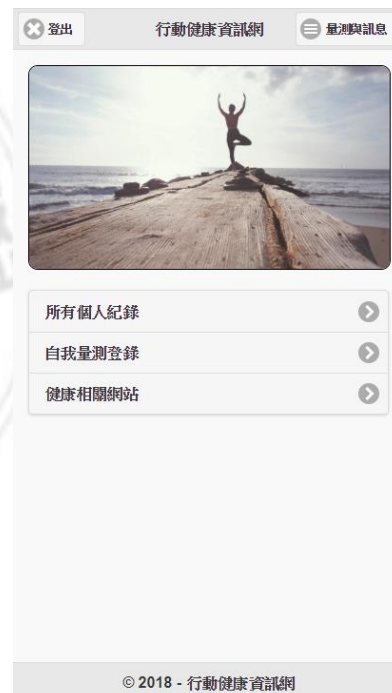 登出 行動健康資訊網 量測與訊息
所有個人紀錄
自我量測登錄
健康相關網站
© 2018 - 行動健康資訊網